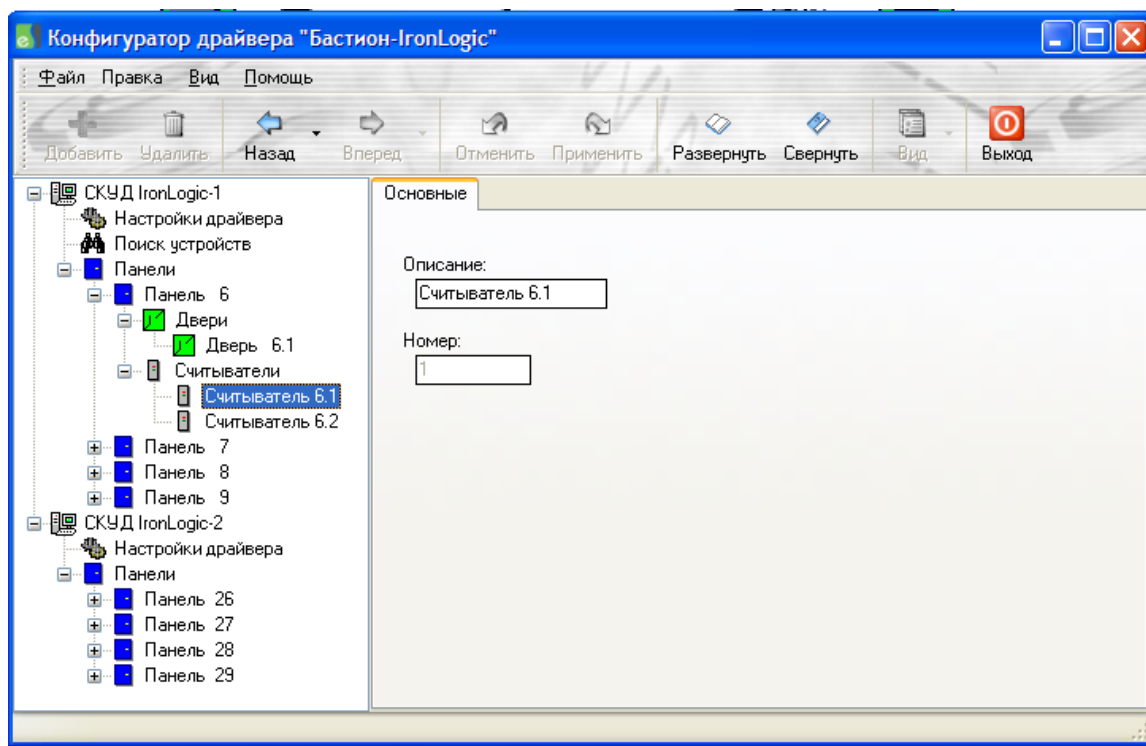 Конфигуратор драйвера "Бастион-IronLogic"
Файл Правка Вид Помощь
Добавить Удалить Назад Вперед Отменить Применить Развернуть Свернуть Вид Выход
СКУД IronLogic-1
Настройки драйвера
Поиск устройств
Панели
Панель 6
Двери
Дверь 6.1
Считыватели
Считыватель 6.1
Считыватель 6.2
Панель 7
Панель 8
Панель 9
СКУД IronLogic-2
Настройки драйвера
Панели
Панель 26
Панель 27
Панель 28
Панель 29
Основные
Описание:
Считыватель 6.1
Номер:
1